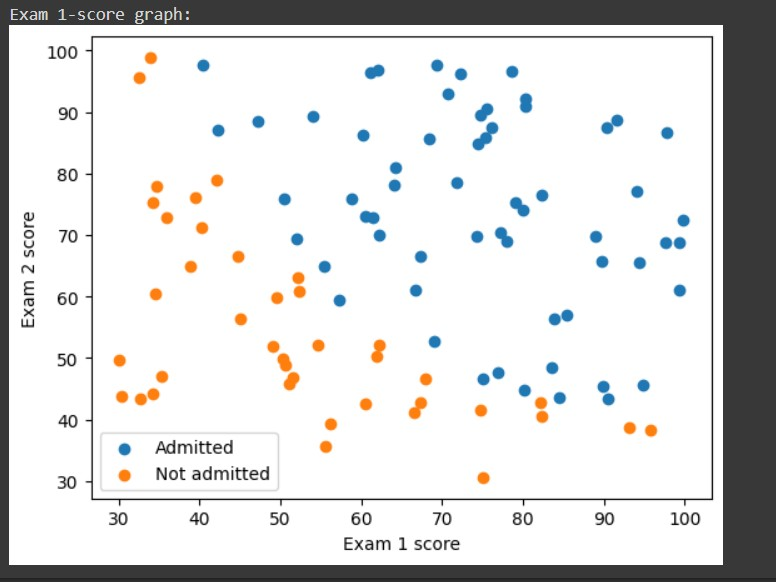 Exam 1-score graph:
100
90
80
70
60
50
40
30
Exam 2 score
Admitted
Not admitted
30 40 50 60 70 80 90 100
Exam 1 score